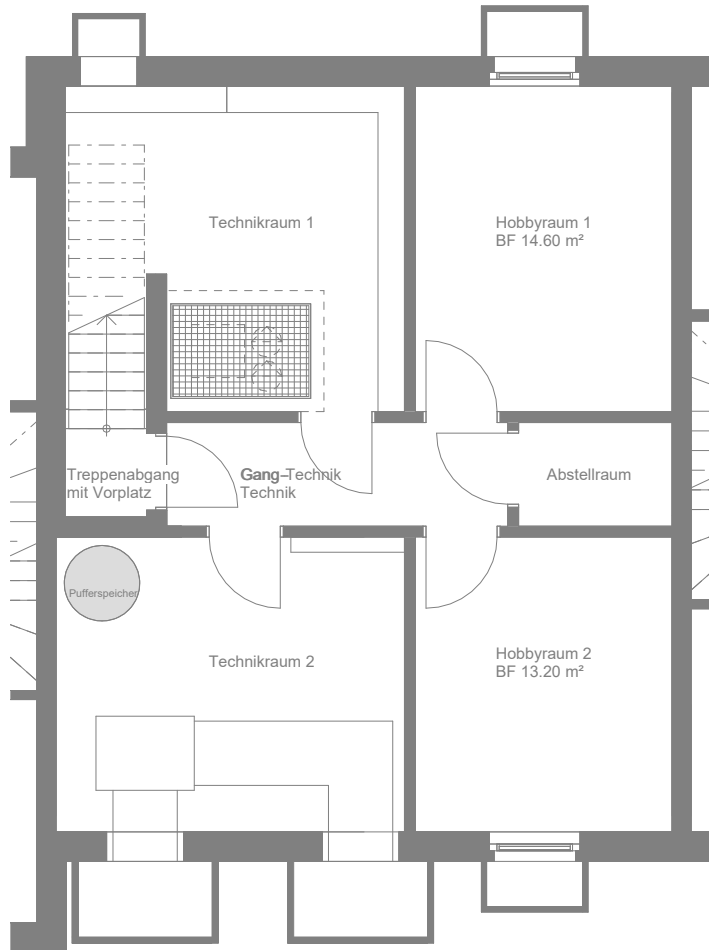 Technikraum 1
Hobbyraum 1
BF 14.60 m²
Treppenabgang
mit Vorplatz
Gang-Technik
Technik
Abstellraum
Pufferspeicher
Technikraum 2
Hobbyraum 2
BF 13.20 m²